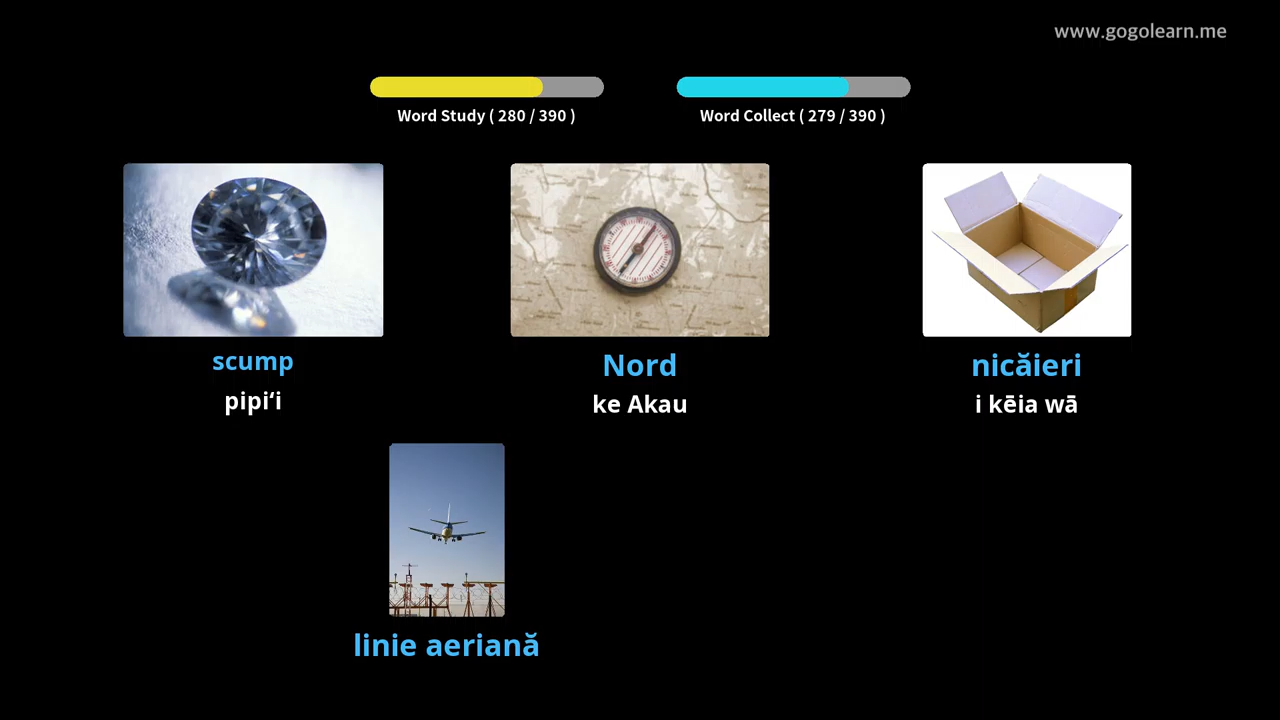 www.gogolearn.me
Word Study ( 280 / 390 )
Word Collect ( 279 / 390 )
scump
pipiʻi
Nord
ke Akau
nicăieri
i kēia wā
linie aeriană